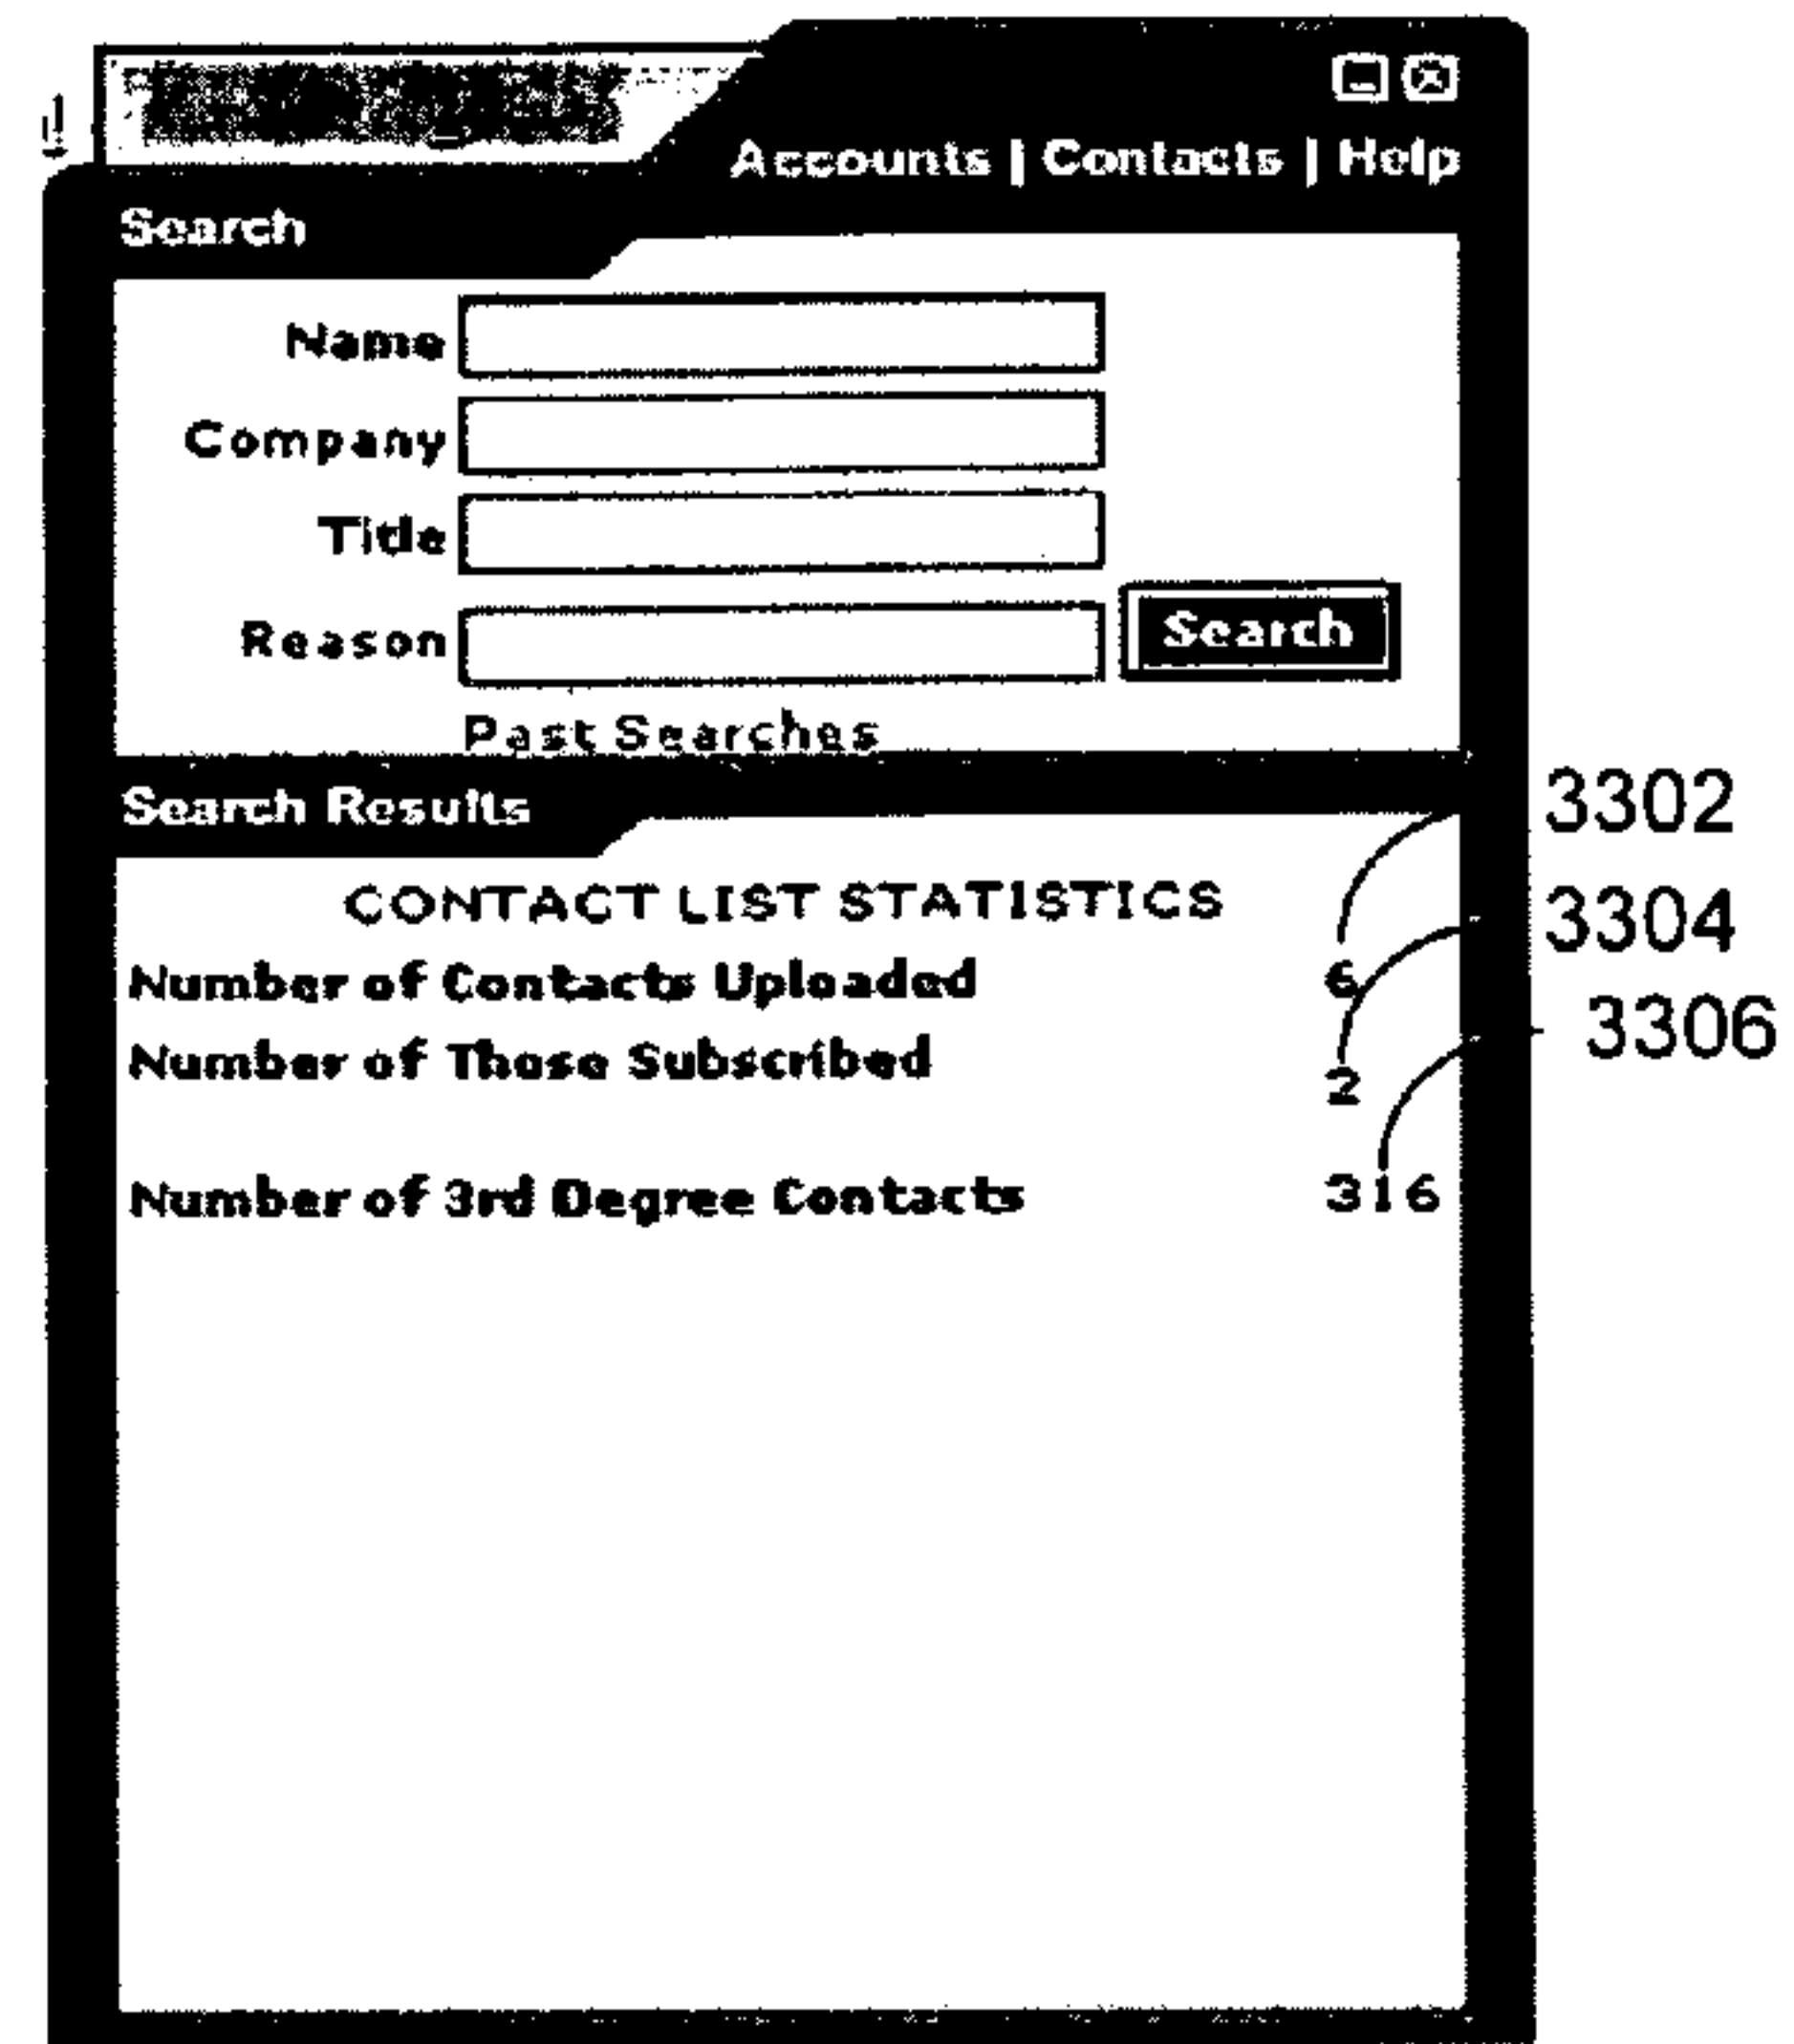 Accounts | Contacts | Help
Search
Name
Company
Title
Reason
Search
Past Searches
Search Results
3302
CONTACT LIST STATISTICS
3304
Number of Contacts Uploaded 6
3306
Number of Those Subscribed 2
Number of 3rd Degree Contacts 316